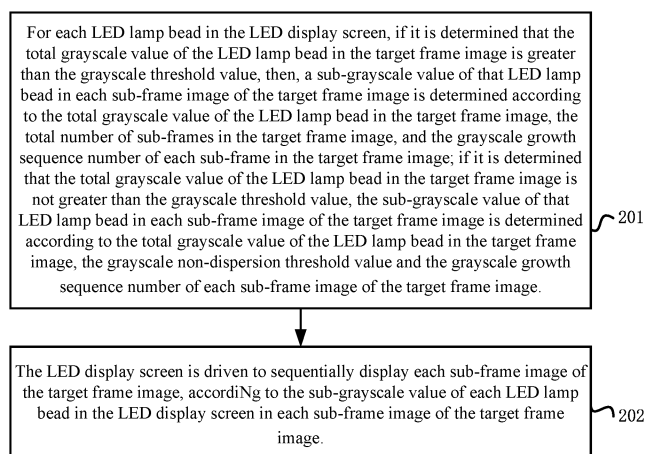 For each LED lamp bead in the LED display screen, if it is determined that the
total grayscale value of the LED lamp bead in the target frame image is greater
than the grayscale threshold value, then, a sub-grayscale value of that LED lamp
bead in each sub-frame image of the target frame image is determined according
to the total grayscale value of the LED lamp bead in the target frame image, the
total number of sub-frames in the target frame image, and the grayscale growth
sequence number of each sub-frame in the target frame image; if it is determined
that the total grayscale value of the LED lamp bead in the target frame image is
not greater than the grayscale threshold value, the sub-grayscale value of that
LED lamp bead in each sub-frame image of the target frame image is determined
according to the total grayscale value of the LED lamp bead in the target frame
image, the grayscale non-dispersion threshold value and the grayscale growth
sequence number of each sub-frame image of the target frame image.
201
The LED display screen is driven to sequentially display each sub-frame image of
the target frame image, accordiNg to the sub-grayscale value of each LED lamp
bead in the LED display screen in each sub-frame image of the target frame
image.
202